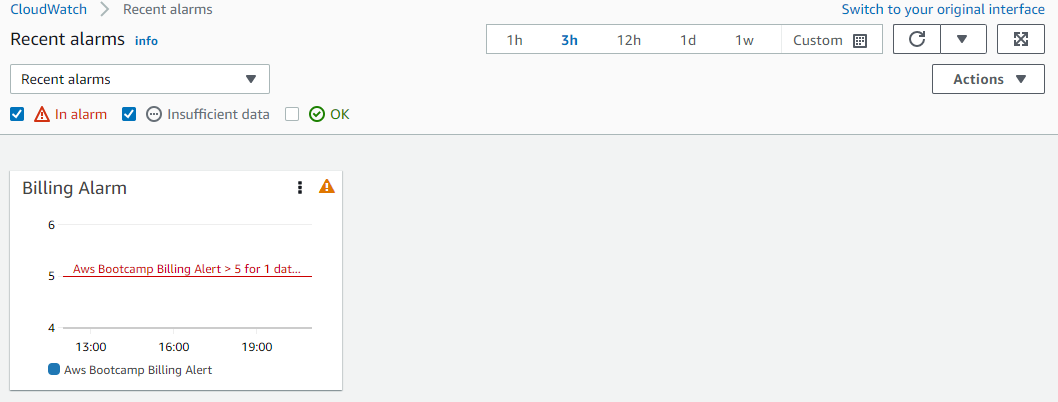 CloudWatch > Recent alarms
Switch to your original interface
Recent alarms info
1h 3h 12h 1d 1w Custom
Recent alarms
Actions
In alarm Insufficient data OK
Billing Alarm
6
Aws Bootcamp Billing Alert > 5 for 1 dat...
5
4
13:00 16:00 19:00
Aws Bootcamp Billing Alert